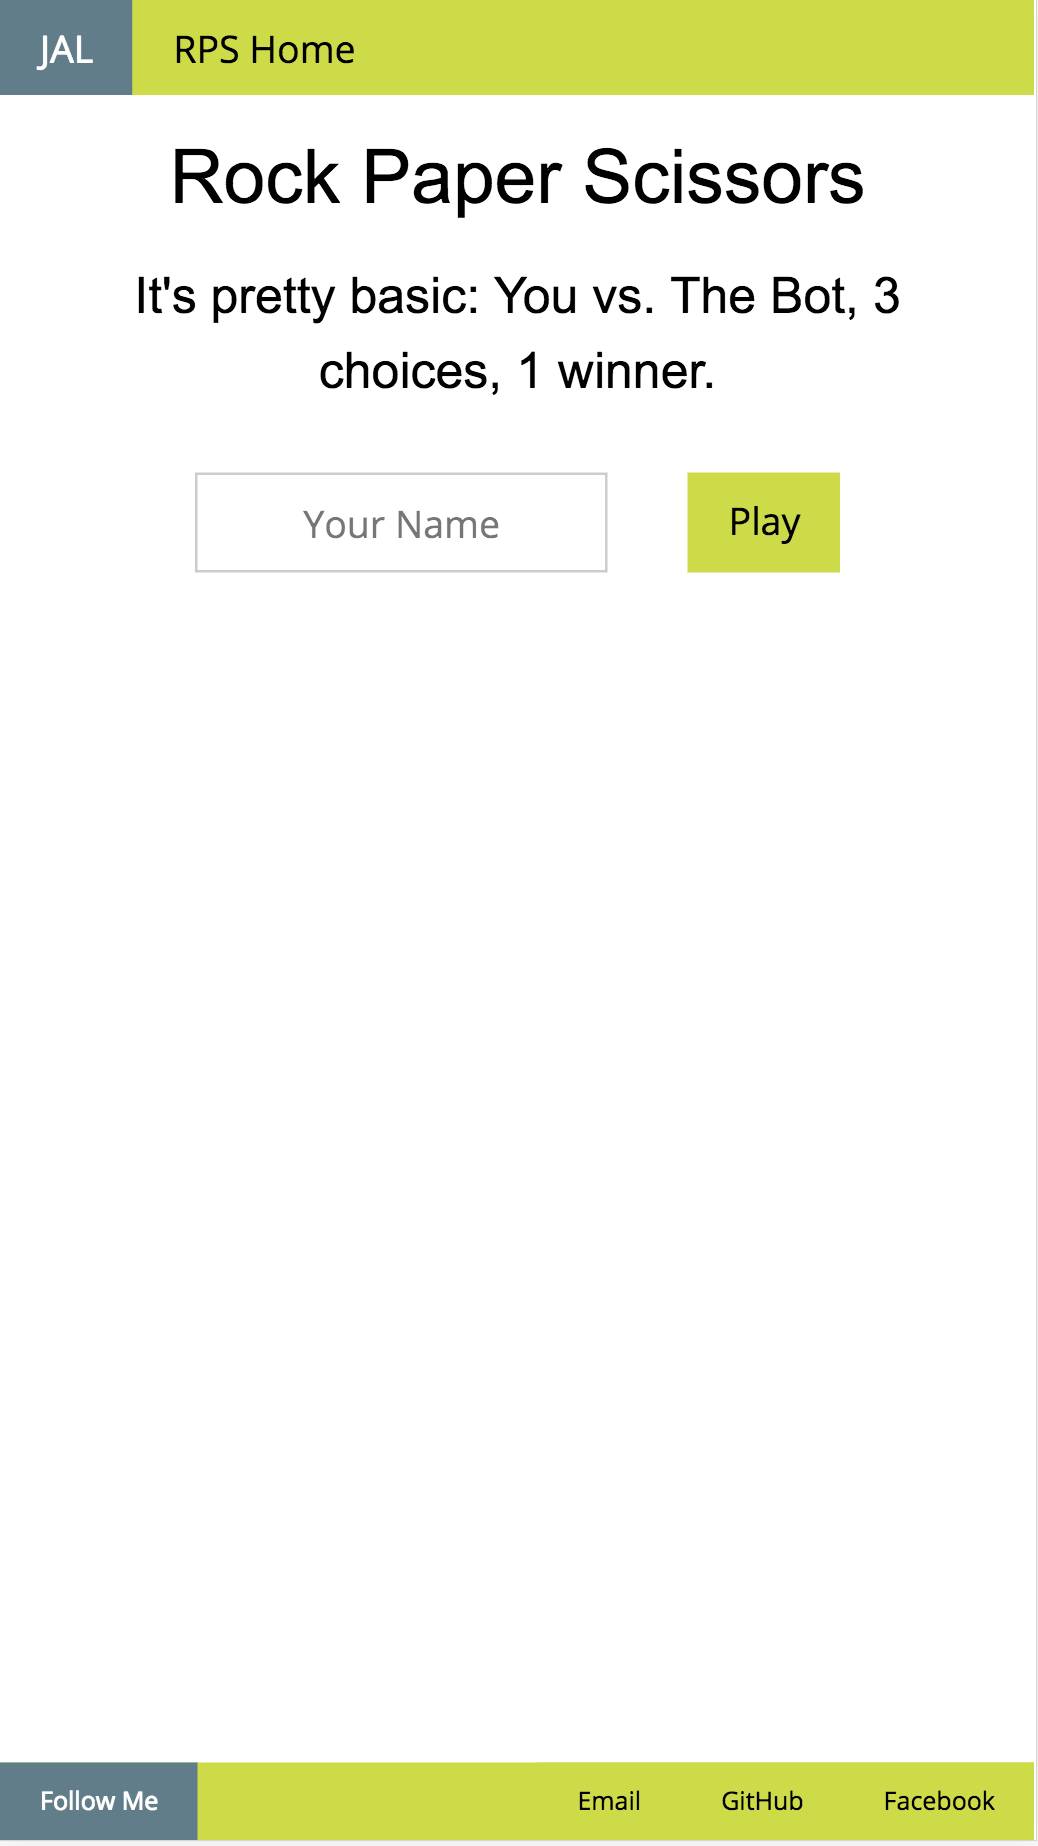 JAL RPS Home
Rock Paper Scissors
It's pretty basic: You vs. The Bot, 3
choices, 1 winner.
Your Name Play
Follow Me Email GitHub Facebook